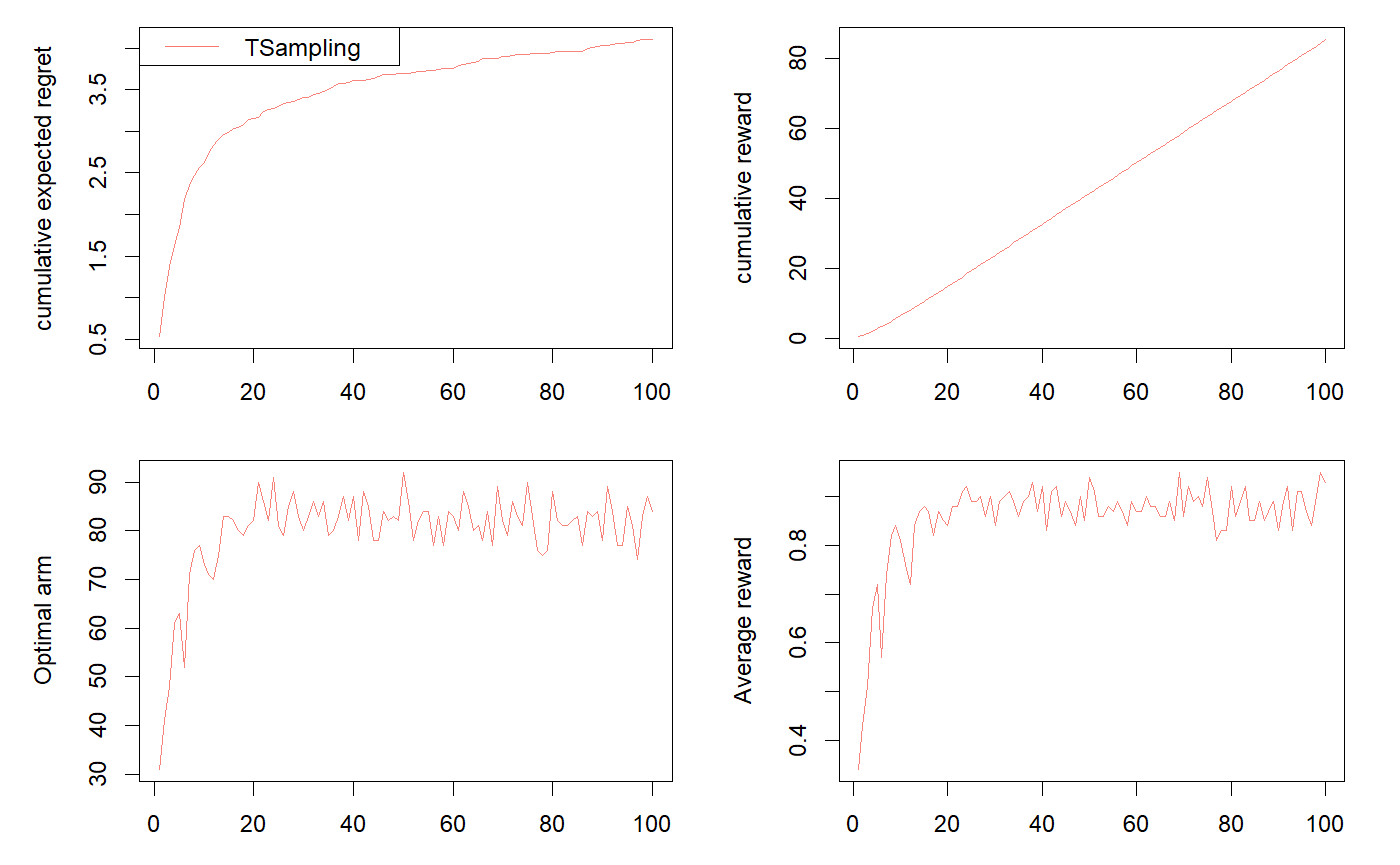 TSampling
cumulative expected regret
3.5
2.5
1.5
0.5
0 20 40 60 80 100
cumulative reward
80
60
40
20
0
0 20 40 60 80 100
Optimal arm
90
80
70
60
50
40
30
0 20 40 60 80 100
Average reward
0.8
0.6
0.4
0 20 40 60 80 100